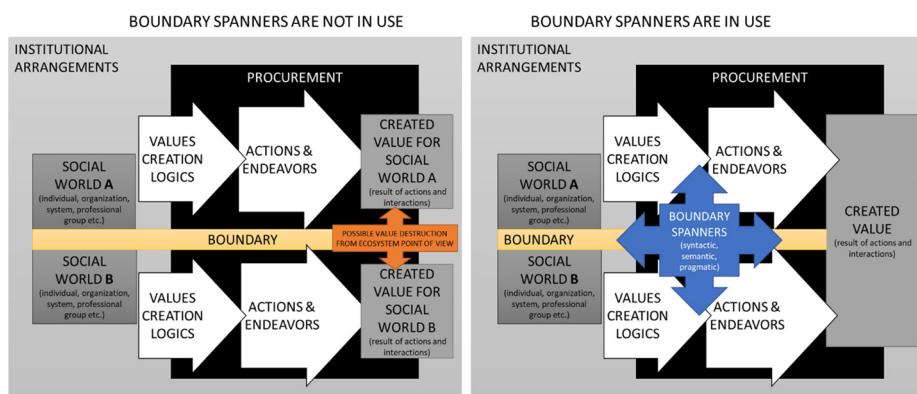 BOUNDARY SPANNERS ARE NOT IN USE
INSTITUTIONAL
ARRANGEMENTS
PROCUREMENT
VALUES
CREATION
LOGICS
ACTIONS &
ENDEAVORS
CREATED
VALUE FOR
SOCIAL
WORLD A
(result of actions and
interactions)
SOCIAL
WORLD A
(individual, organization,
system, professional
group etc.)
BOUNDARY
POSSIBLE VALUE DESTRUCTION
FROM ECOSYSTEM POINT OF VIEW
SOCIAL
WORLD B
(individual, organization,
system, professional
group etc.)
VALUES
CREATION
LOGICS
ACTIONS &
ENDEAVORS
CREATED
VALUE FOR
SOCIAL
WORLD B
(result of actions and
interactions)
BOUNDARY SPANNERS ARE IN USE
INSTITUTIONAL
ARRANGEMENTS
PROCUREMENT
VALUES
CREATION
LOGICS
ACTIONS &
ENDEAVORS
SOCIAL
WORLD A
(individual, organization,
system, professional
group etc.)
BOUNDARY
BOUNDARY
SPANNERS
(syntactic,
semantic,
pragmatic)
CREATED
VALUE
(result of actions and
interactions)
SOCIAL
WORLD B
(individual, organization,
system, professional
group etc.)
VALUES
CREATION
LOGICS
ACTIONS &
ENDEAVORS